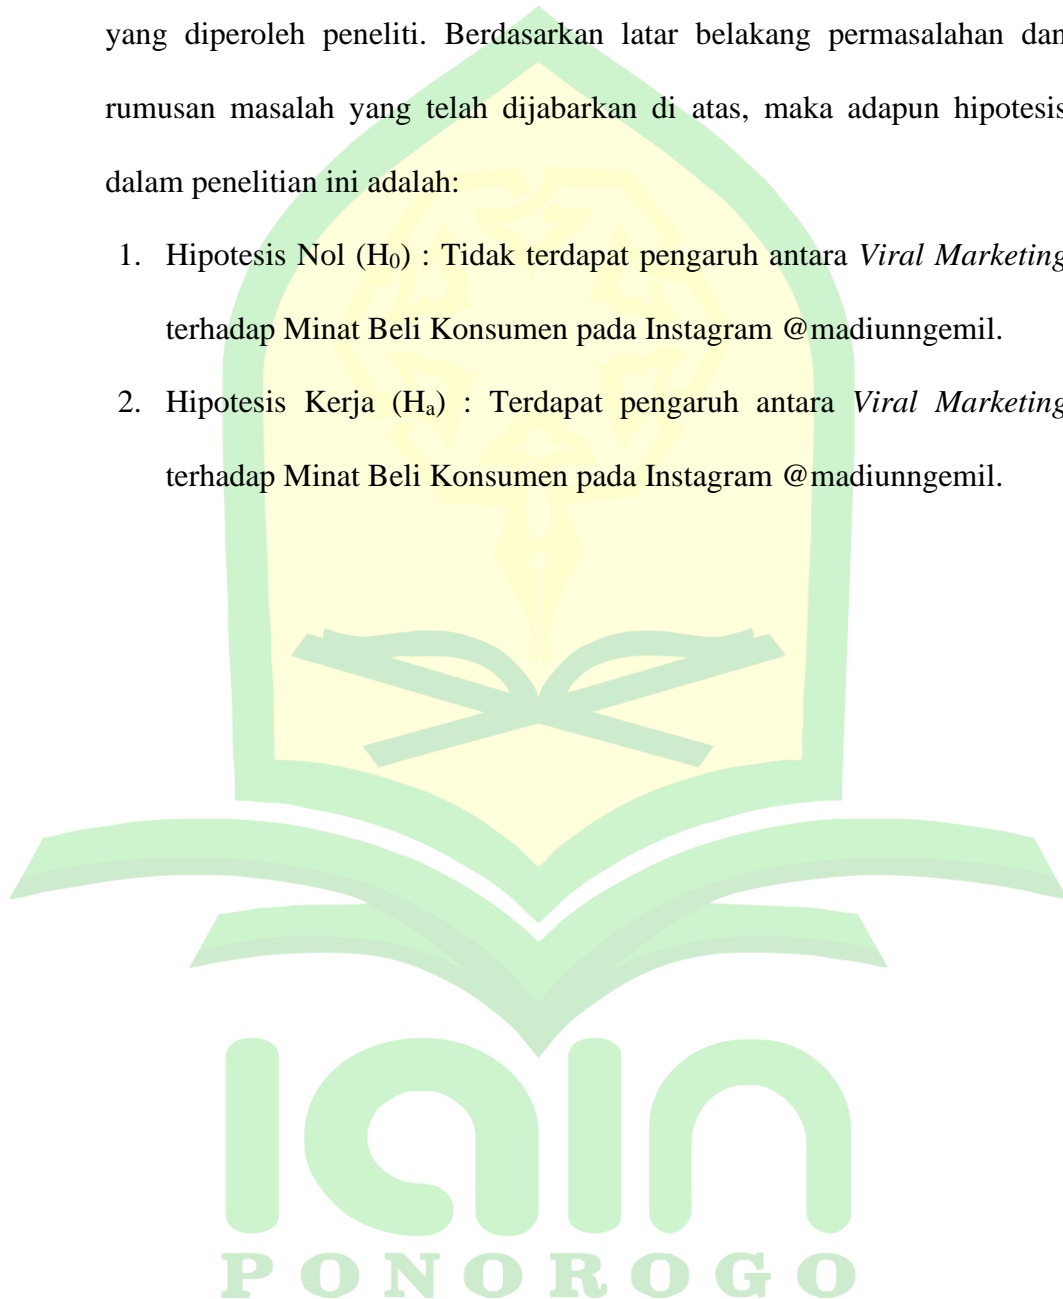 yang diperoleh peneliti. Berdasarkan latar belakang permasalahan dan
rumusan masalah yang telah dijabarkan di atas, maka adapun hipotesis
dalam penelitian ini adalah:
1. Hipotesis Nol (H₀) : Tidak terdapat pengaruh antara Viral Marketing
terhadap Minat Beli Konsumen pada Instagram @madiunngemil.
2. Hipotesis Kerja (Hₐ) : Terdapat pengaruh antara Viral Marketing
terhadap Minat Beli Konsumen pada Instagram @madiunngemil.
iain
PONOROGO